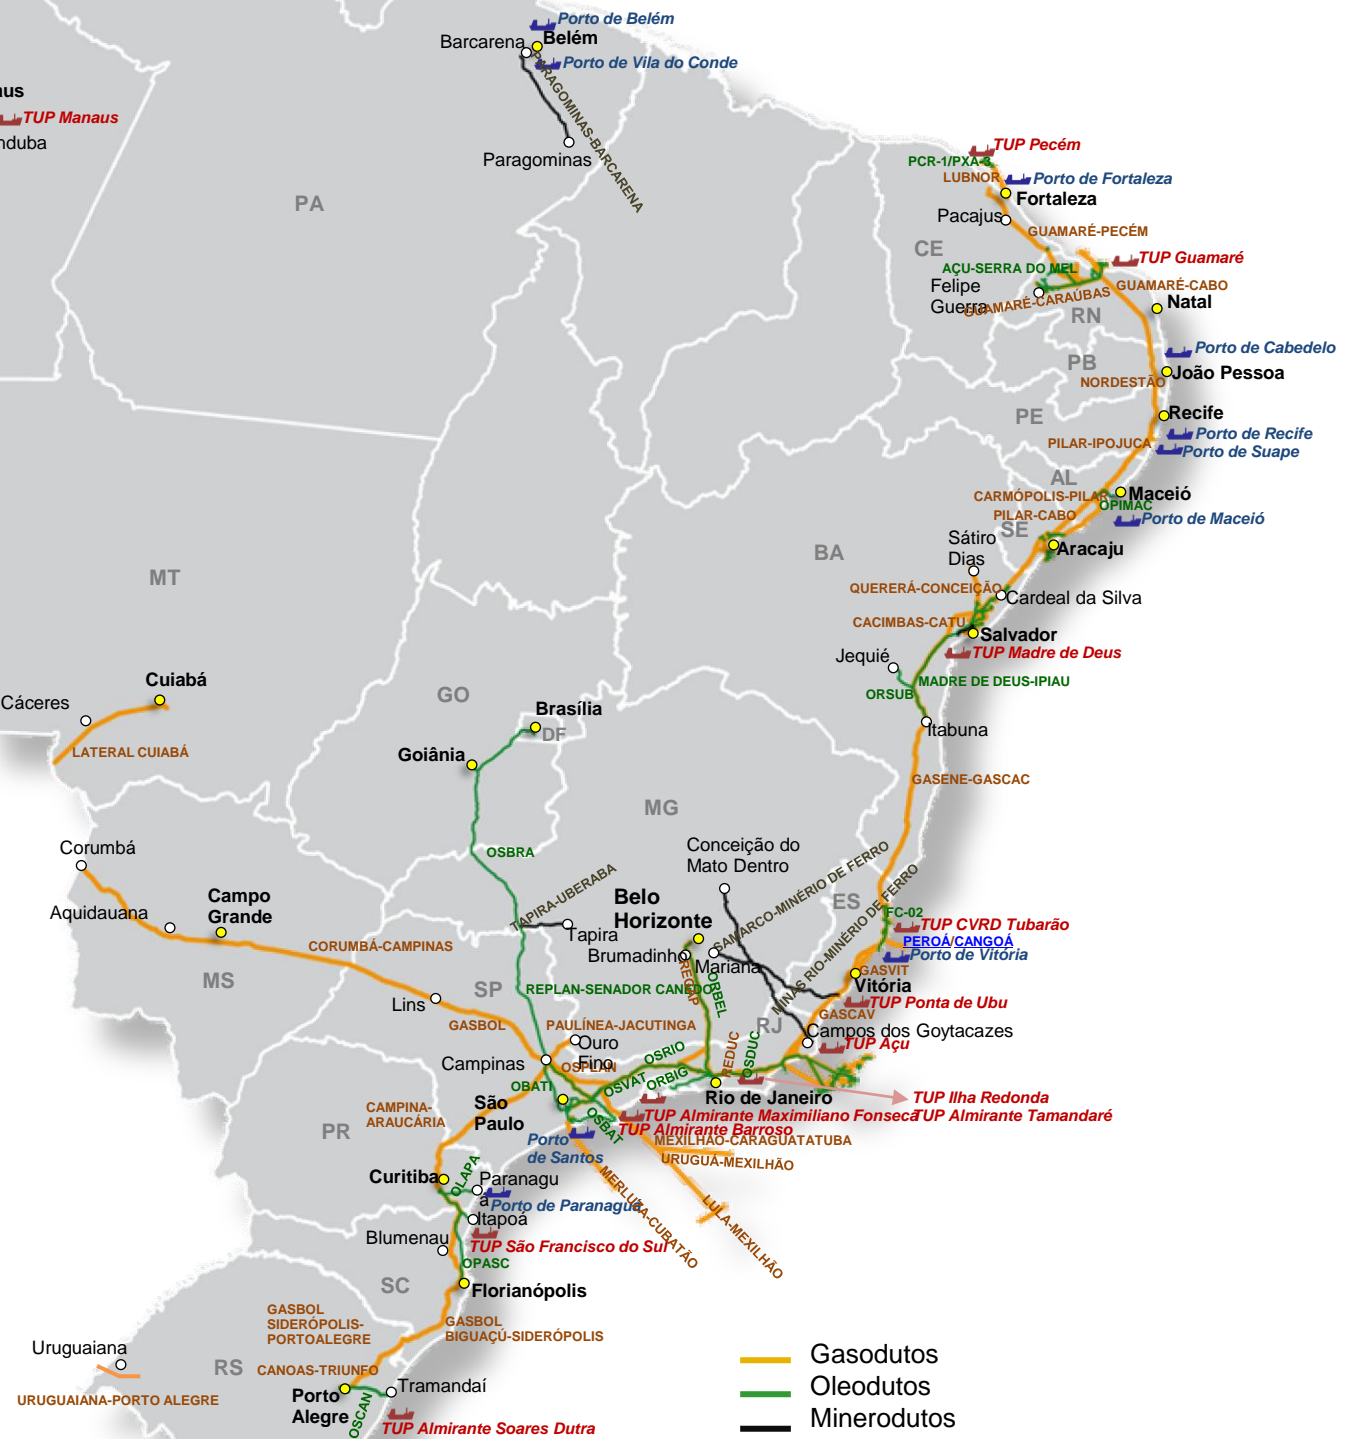 Porto de Belém
Barcarena
Belém
Porto de Vila do Conde
PARAGOMINAS-BARCARENA
Paragominas
TUP Manaus
PA
TUP Pecém
PCR-1/PXA-3
LUBNOR
Porto de Fortaleza
Fortaleza
Pacajus
GUAMARÉ-PECÉM
CE
TUP Guamaré
AÇU-SERRA DO MEL
Felipe
Guerra
GUAMARÉ-CARAÚBAS
GUAMARÉ-CABO
Natal
RN
Porto de Cabedelo
PB
João Pessoa
NORDESTÃO
Recife
PE
Porto de Recife
PILAR-IPOJUCA
Porto de Suape
AL
Maceió
CARMÓPOLIS-PILAR
OPIMAC
PILAR-CABO
Porto de Maceió
SE
Sátiro
Dias
Aracaju
BA
MT
QUERERÁ-CONCEIÇÃO
Cardeal da Silva
CACIMBAS-CATU
Salvador
TUP Madre de Deus
Jequié
MADRE DE DEUS-IPIAU
ORSUB
Itabuna
Cuiabá
Cáceres
LATERAL CUIABÁ
GO
Brasília
DF
Goiânia
GASENE-GASCAC
MG
Corumbá
OSBRA
Conceição do
Mato Dentro
Campo
Grande
Aquidauana
TAPIRA-UBERABA
Tapira
Belo
Horizonte
SAMARCO-MINÉRIO DE FERRO
MINAS RIO-MINÉRIO DE FERRO
ES
FC-02
TUP CVRD Tubarão
PEROÁ/CANGOÁ
Porto de Vitória
CORUMBÁ-CAMPINAS
Brumadinho
Mariana
REGAP
ORBEL
GASVIT
Vitória
MS
SP
REPLAN-SENADOR CANEDO
TUP Ponta de Ubu
Lins
GASCAV
GASBOL
PAULÍNEA-JACUTINGA
RJ
Campos dos Goytacazes
Ouro
Fino
TUP Açu
Campinas
OSPLAN
OSRIO
REDUC
OSDUC
OBATI
OSVAT
ORBIG
Rio de Janeiro
TUP Ilha Redonda
São
Paulo
CAMPINA-
ARAUCÁRIA
OSBAT
TUP Almirante Maximiliano Fonseca
TUP Almirante Tamandaré
TUP Almirante Barroso
PR
Porto
de Santos
MEXILHÃO-CARAGUATATUBA
URUGUÁ-MEXILHÃO
MERLUZA-CUBATÃO
LULA-MEXILHÃO
Curitiba
OLAPA
Paranagu
á
Porto de Paranaguá
Itapoá
Blumenau
TUP São Francisco do Sul
OPASC
SC
Florianópolis
GASBOL
SIDERÓPOLIS-
PORTOALEGRE
GASBOL
BIGUAÇÚ-SIDERÓPOLIS
Uruguaiana
RS
CANOAS-TRIUNFO
URUGUAIANA-PORTO ALEGRE
Porto
Alegre
Tramandaí
OSCAN
TUP Almirante Soares Dutra
Gasodutos
Oleodutos
Minerodutos